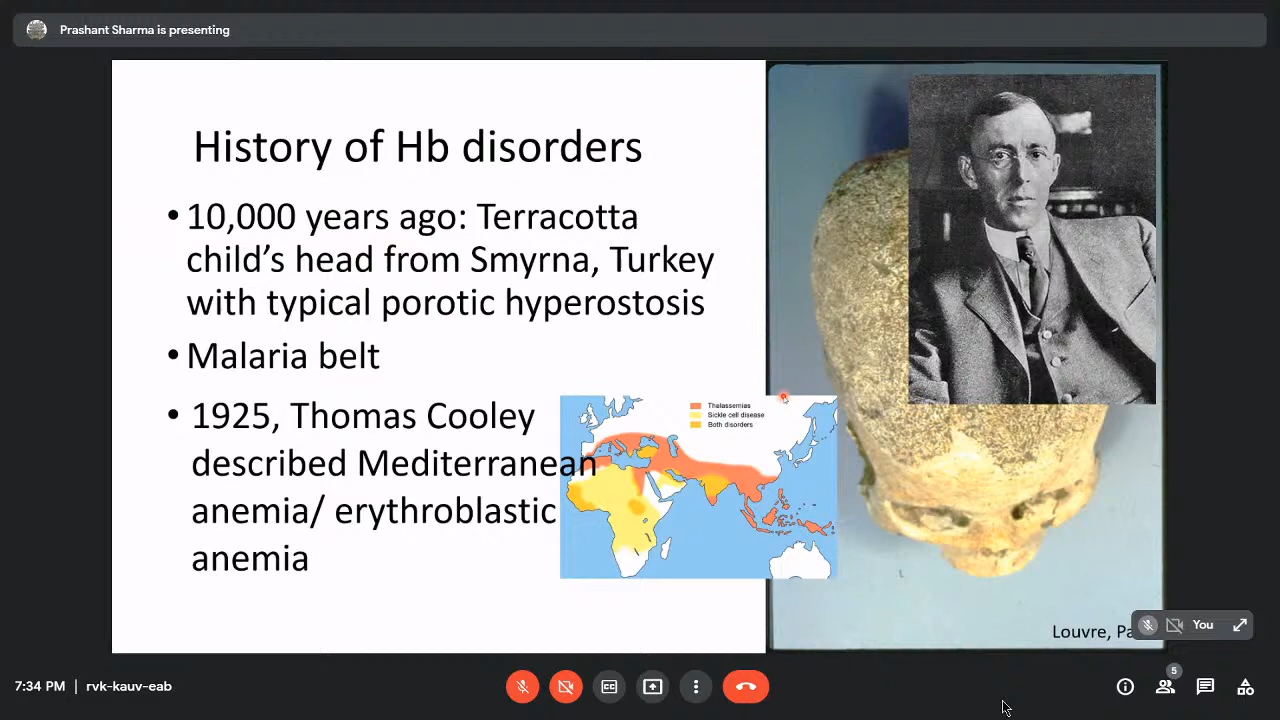 Prashant Sharma is presenting
History of Hb disorders
• 10,000 years ago: Terracotta
child’s head from Smyrna, Turkey
with typical porotic hyperostosis
• Malaria belt
• 1925, Thomas Cooley
described Mediterranean
anemia/ erythroblastic
anemia
Thalassemias
Sickle cell disease
Both disorders
Louvre,
You
7:34 PM | rvk-kauv-eab
CC
5